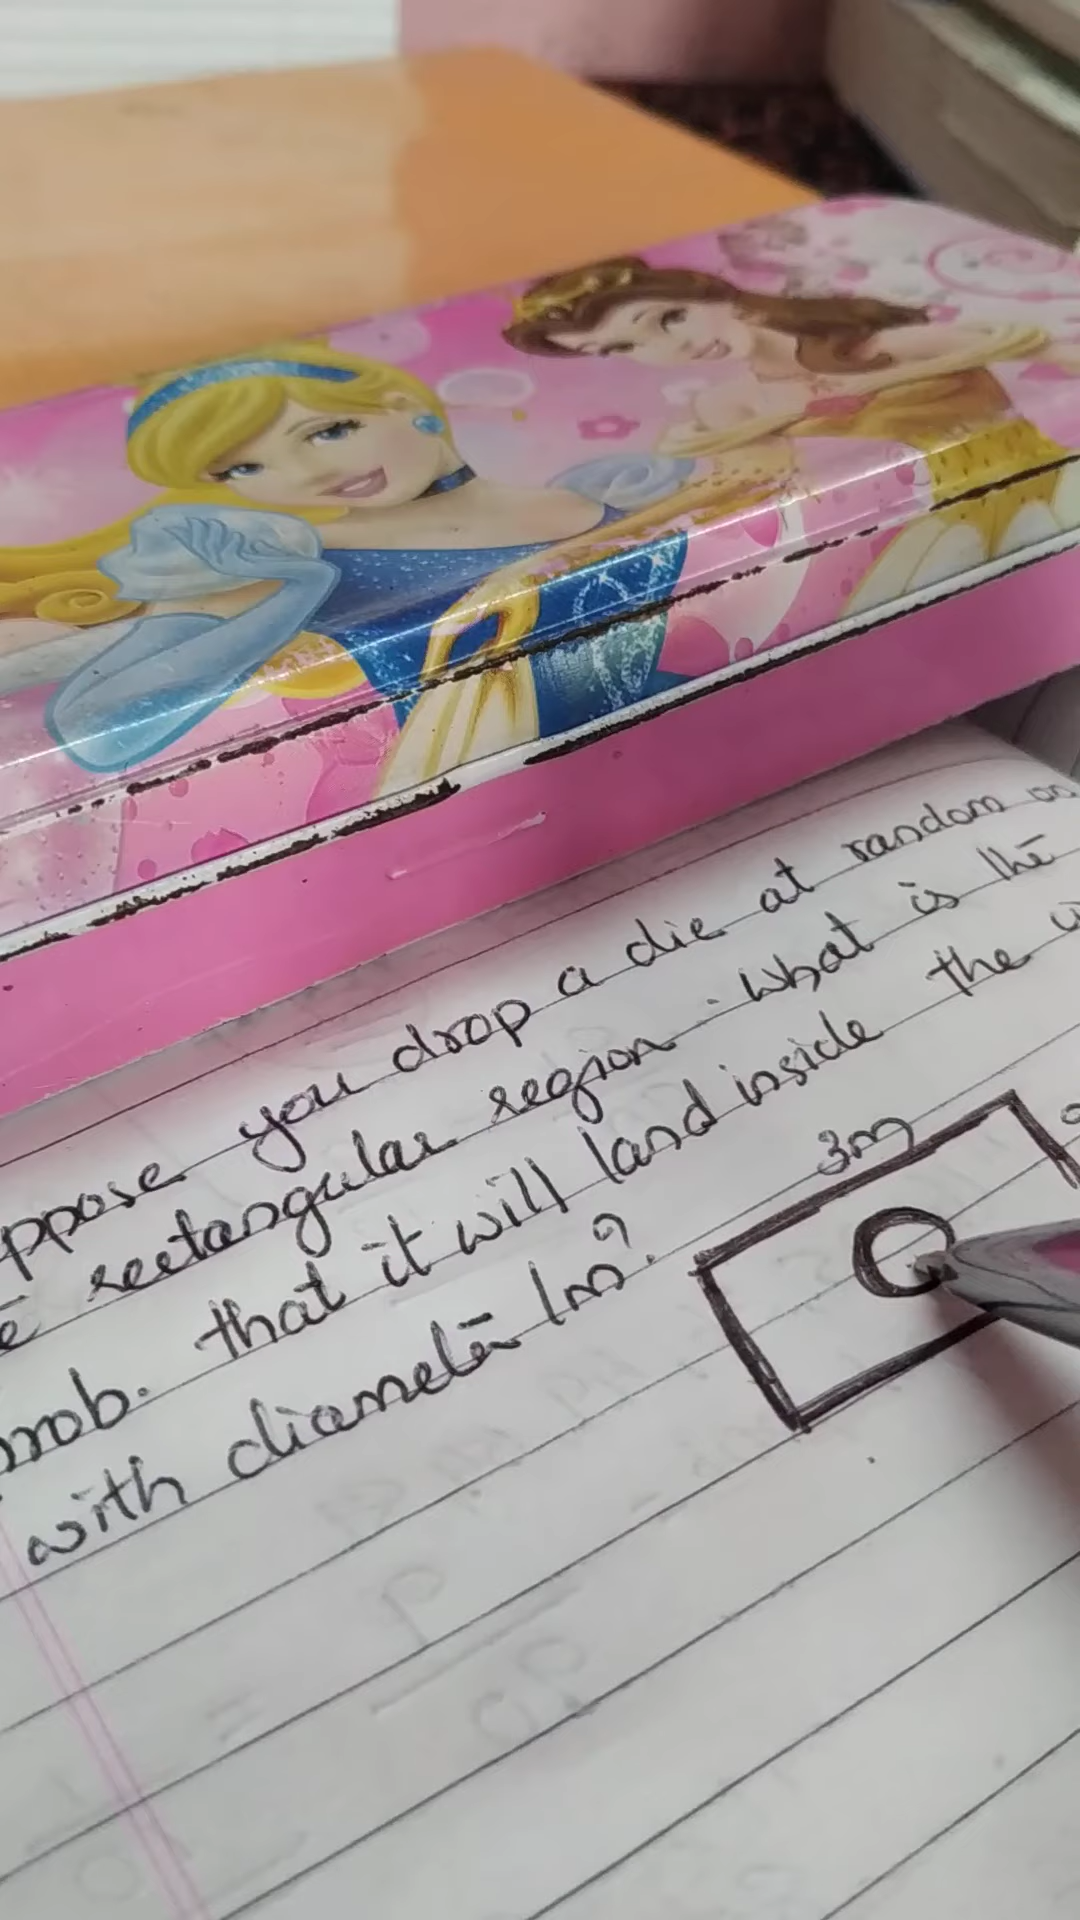 ppose you drop a die at random on
rectangular region. What is the
prob. that it will land inside the
with diameter 1m?
3m